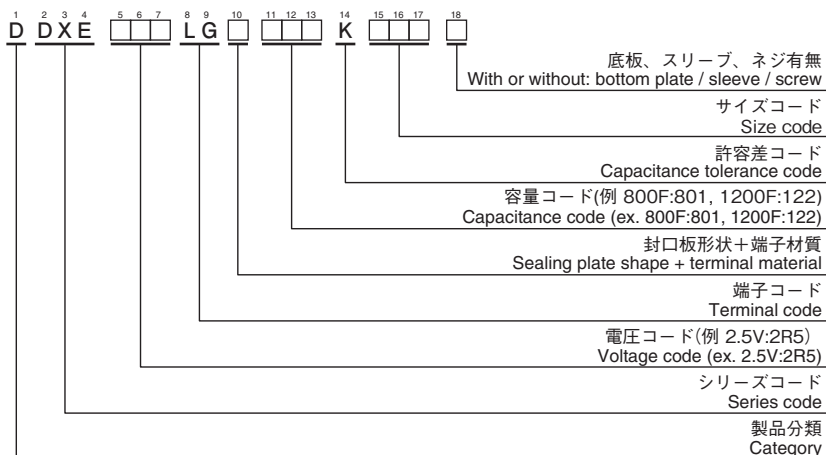 1 2 3 4 5 6 7 8 9 10 11 12 13 14 15 16 17 18
D DXE □□□ LG □ □□□ K □□□ □
底板、スリーブ、ネジ有無
With or without: bottom plate / sleeve / screw
サイズコード
Size code
許容差コード
Capacitance tolerance code
容量コード(例 800F:801, 1200F:122)
Capacitance code (ex. 800F:801, 1200F:122)
封口板形状＋端子材質
Sealing plate shape + terminal material
端子コード
Terminal code
電圧コード(例 2.5V:2R5)
Voltage code (ex. 2.5V:2R5)
シリーズコード
Series code
製品分類
Category